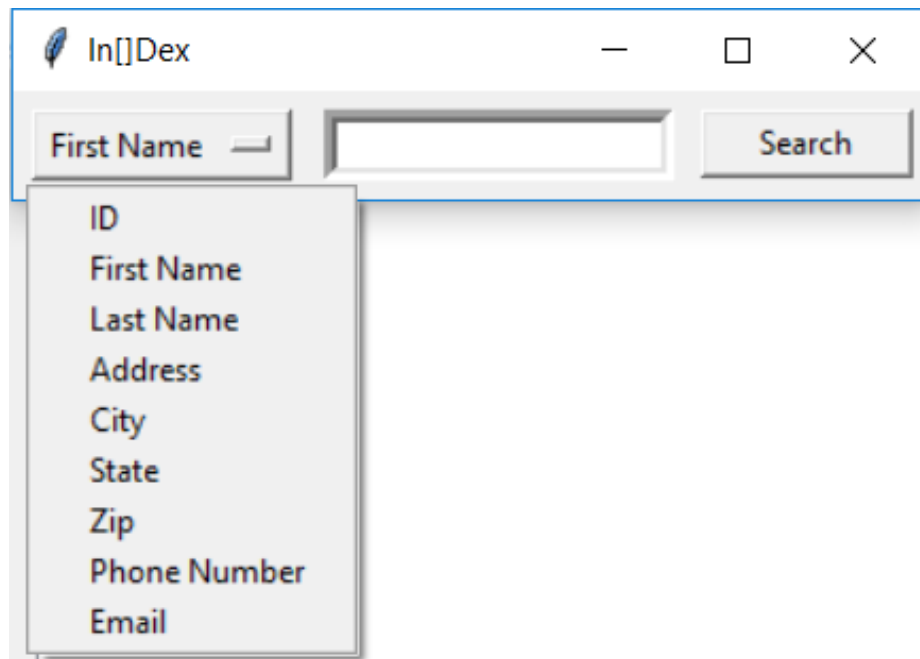 In[]Dex
First Name Search
ID
First Name
Last Name
Address
City
State
Zip
Phone Number
Email